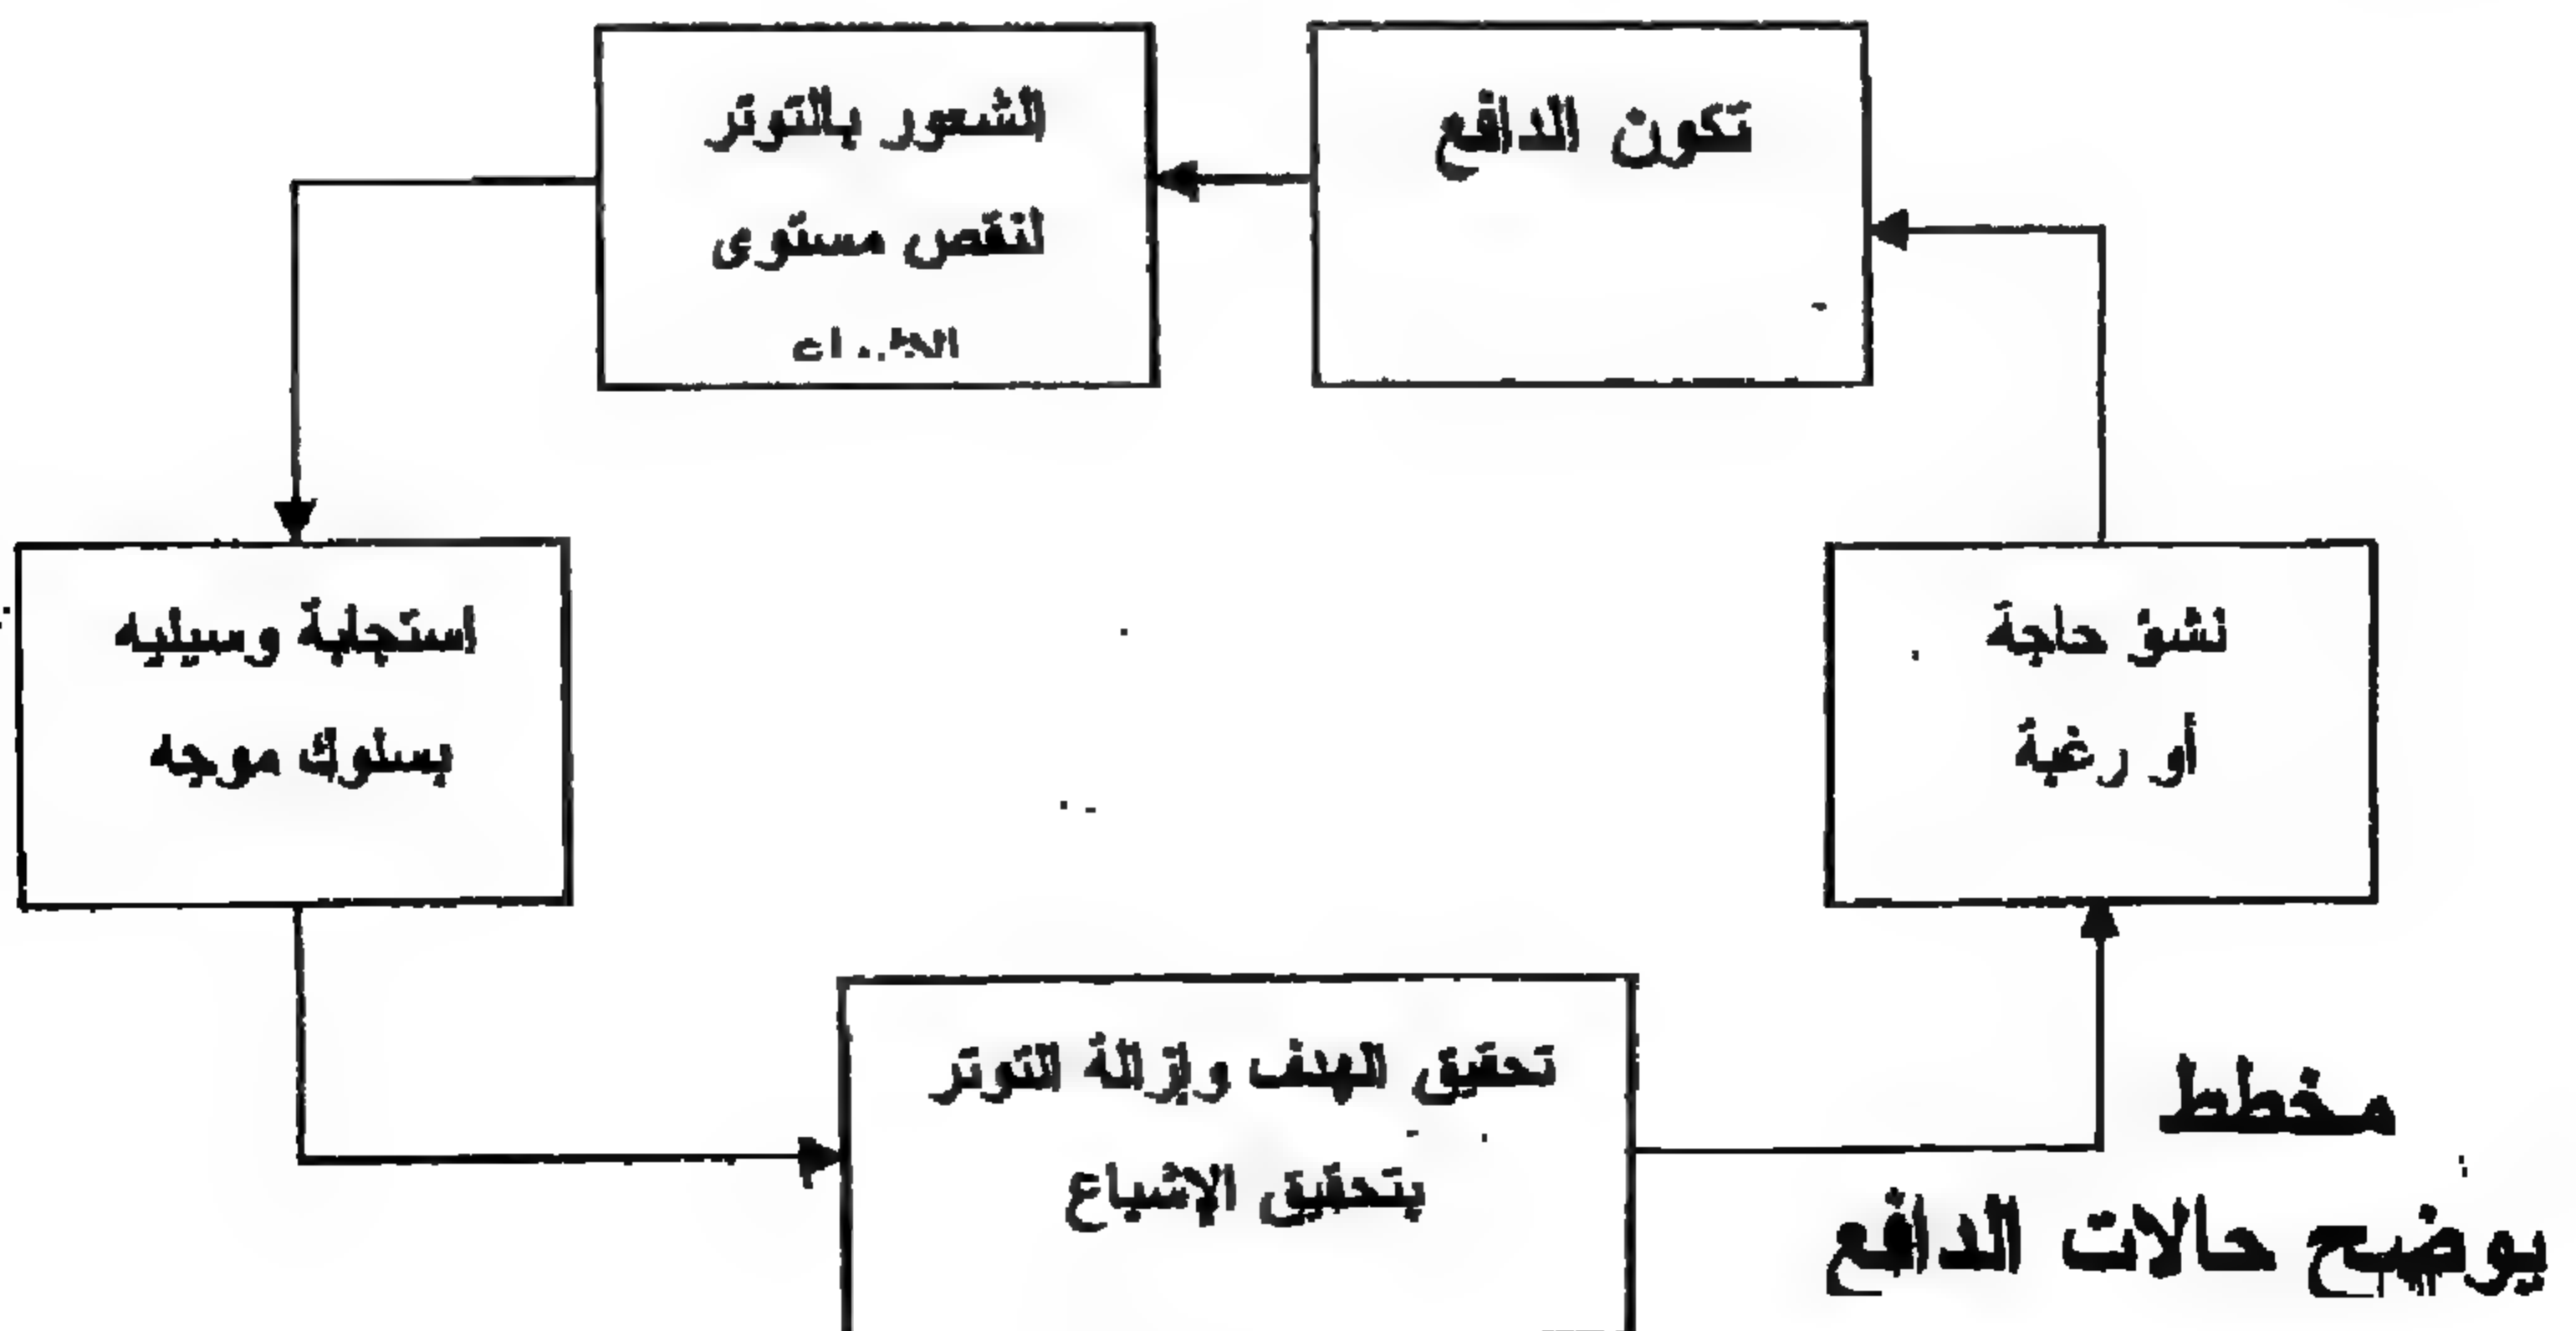 تكون الدافع
الشعور بالتوتر
لنقص مستوى
نشؤ حاجة
أو رغبة
استجابة وسيليه
بسلوك موجه
تحقيق الهدف وإزالة التوتر
بتحقيق الإشباع
مخطط
يوضح حالات الدافع